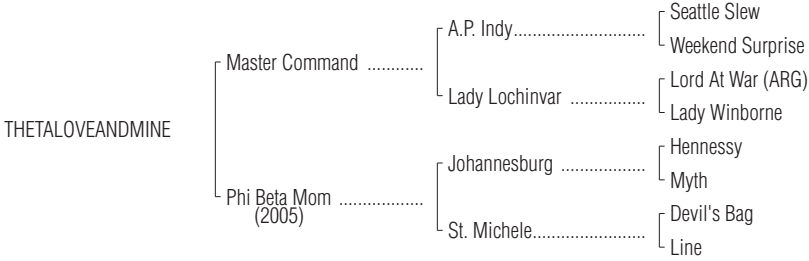 Seattle Slew
A.P. Indy..............................
Weekend Surprise
Master Command ............
Lord At War (ARG)
Lady Lochinvar .................
Lady Winborne
THETALOVEANDMINE
Hennessy
Johannesburg ...................
Myth
Phi Beta Mom ...................
(2005)
Devil's Bag
St. Michele.........................
Line